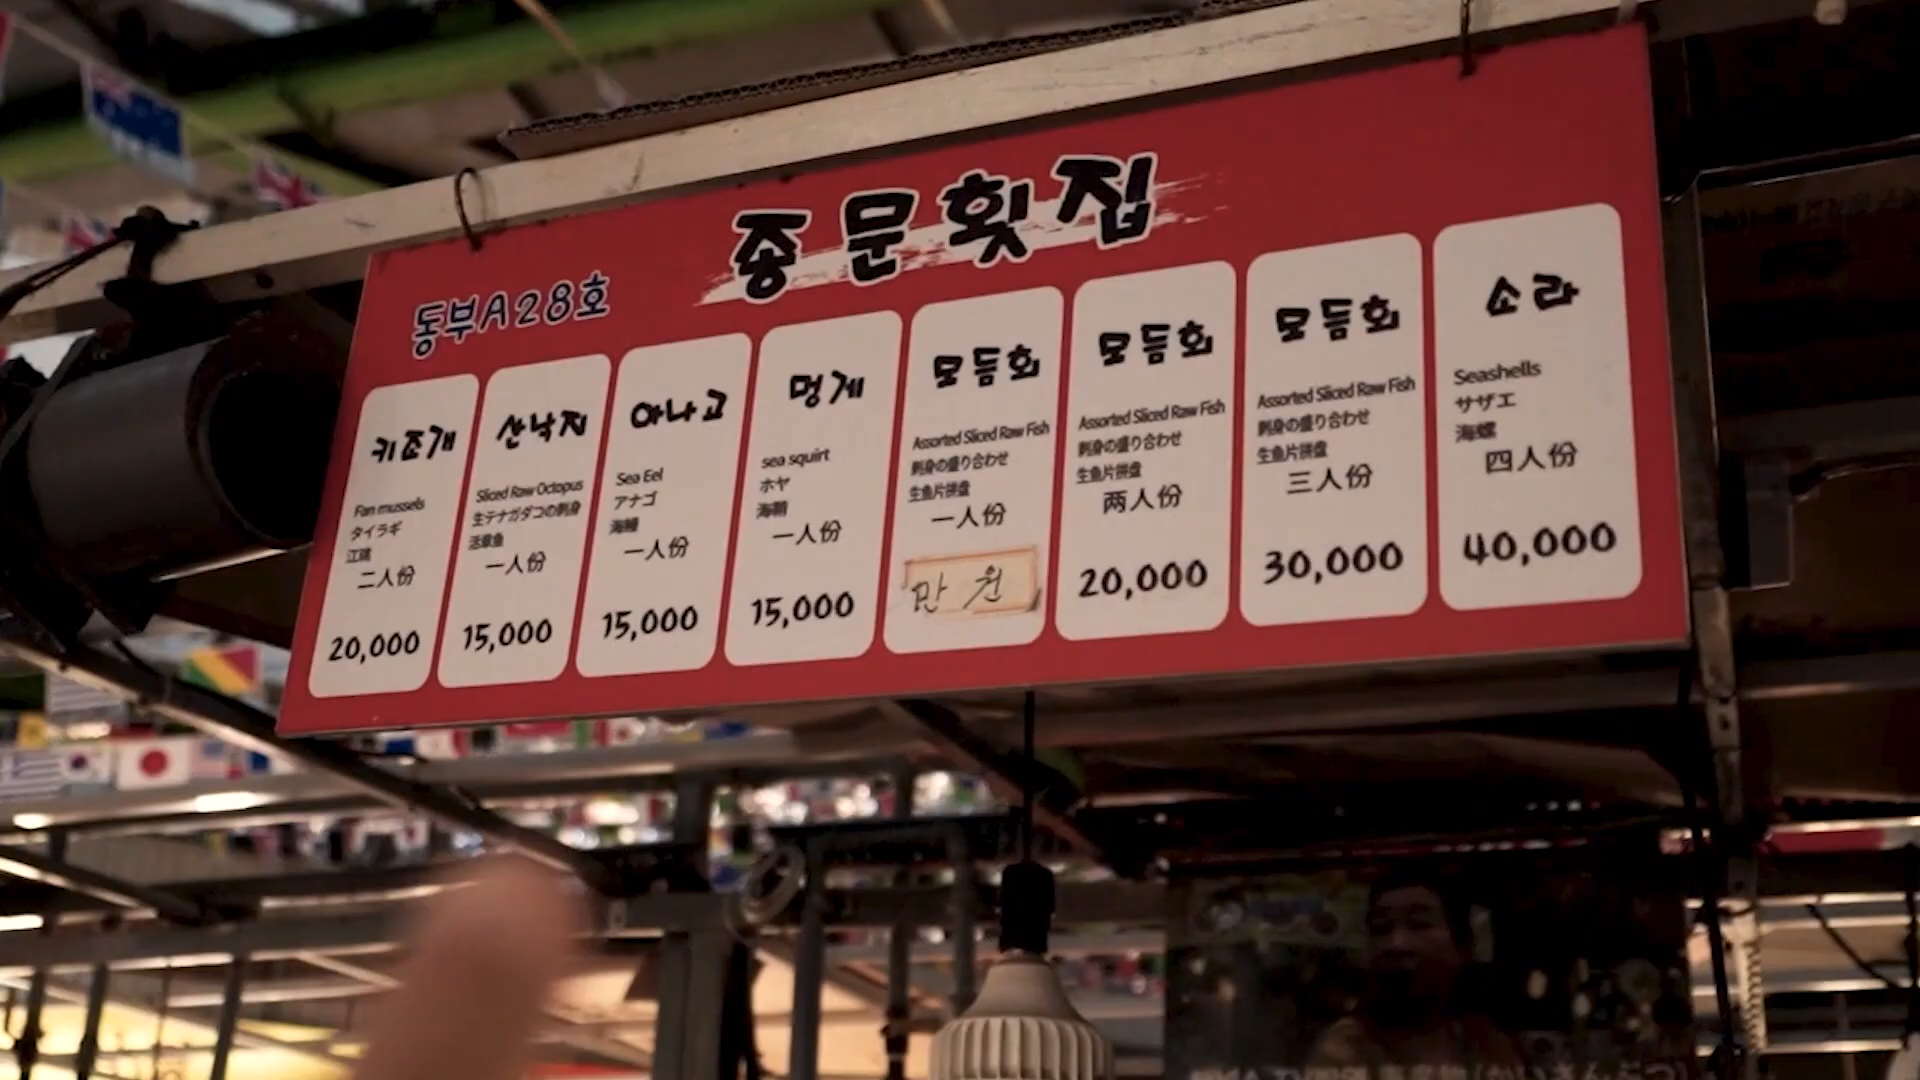 종문횟집
동부A28호
키조개
Fan mussels
タイラギ
江珧
二人份
20,000
산낙지
Sliced Raw Octopus
生テナガダコの刺身
活章鱼
一人份
15,000
아나고
Sea Eel
アナゴ
海鳗
一人份
15,000
멍게
sea squirt
ホヤ
海鞘
一人份
15,000
모듬회
Assorted Sliced Raw Fish
刺身の盛り合わせ
生鱼片拼盘
一人份
만 원
모듬회
Assorted Sliced Raw Fish
刺身の盛り合わせ
生鱼片拼盘
两人份
20,000
모듬회
Assorted Sliced Raw Fish
刺身の盛り合わせ
生鱼片拼盘
三人份
30,000
소라
Seashells
サザエ
海螺
四人份
40,000